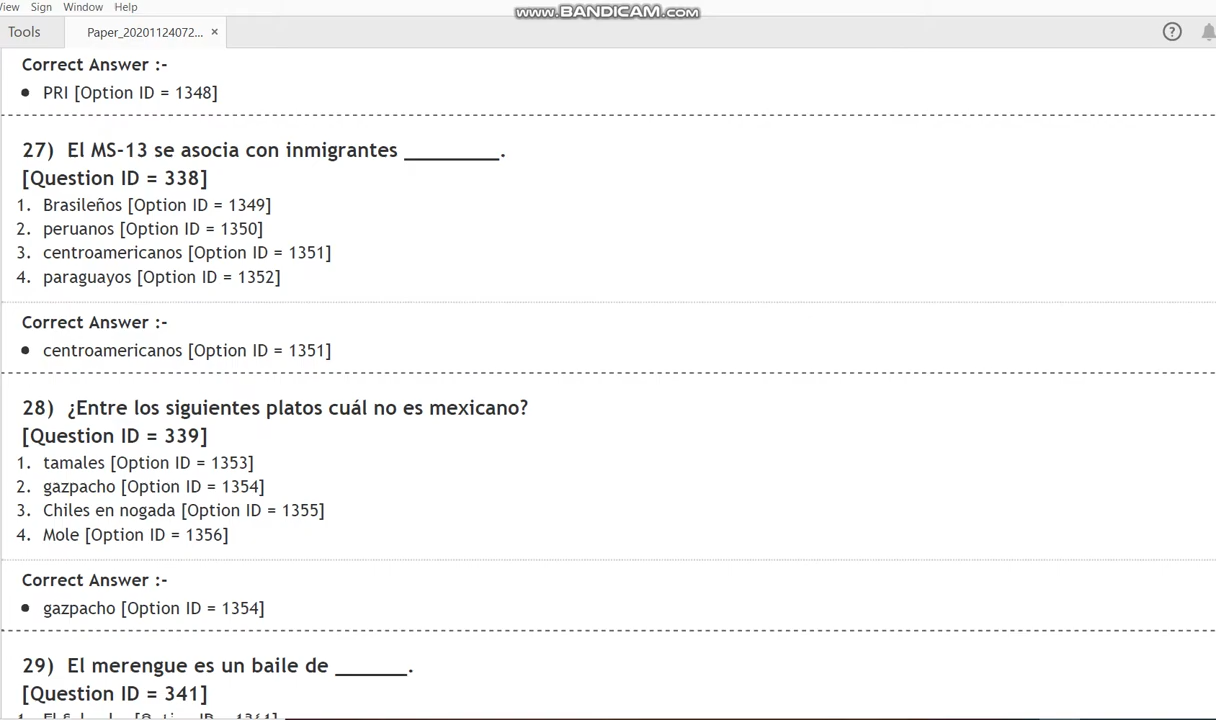 View Sign Window Help
www.BANDICAM.com
Tools
Paper_20201124072... ×
?
Correct Answer :-
• PRI [Option ID = 1348]
27) El MS-13 se asocia con inmigrantes _________.
[Question ID = 338]
1. Brasileños [Option ID = 1349]
2. peruanos [Option ID = 1350]
3. centroamericanos [Option ID = 1351]
4. paraguayos [Option ID = 1352]
Correct Answer :-
• centroamericanos [Option ID = 1351]
28) ¿Entre los siguientes platos cuál no es mexicano?
[Question ID = 339]
1. tamales [Option ID = 1353]
2. gazpacho [Option ID = 1354]
3. Chiles en nogada [Option ID = 1355]
4. Mole [Option ID = 1356]
Correct Answer :-
• gazpacho [Option ID = 1354]
29) El merengue es un baile de _______.
[Question ID = 341]